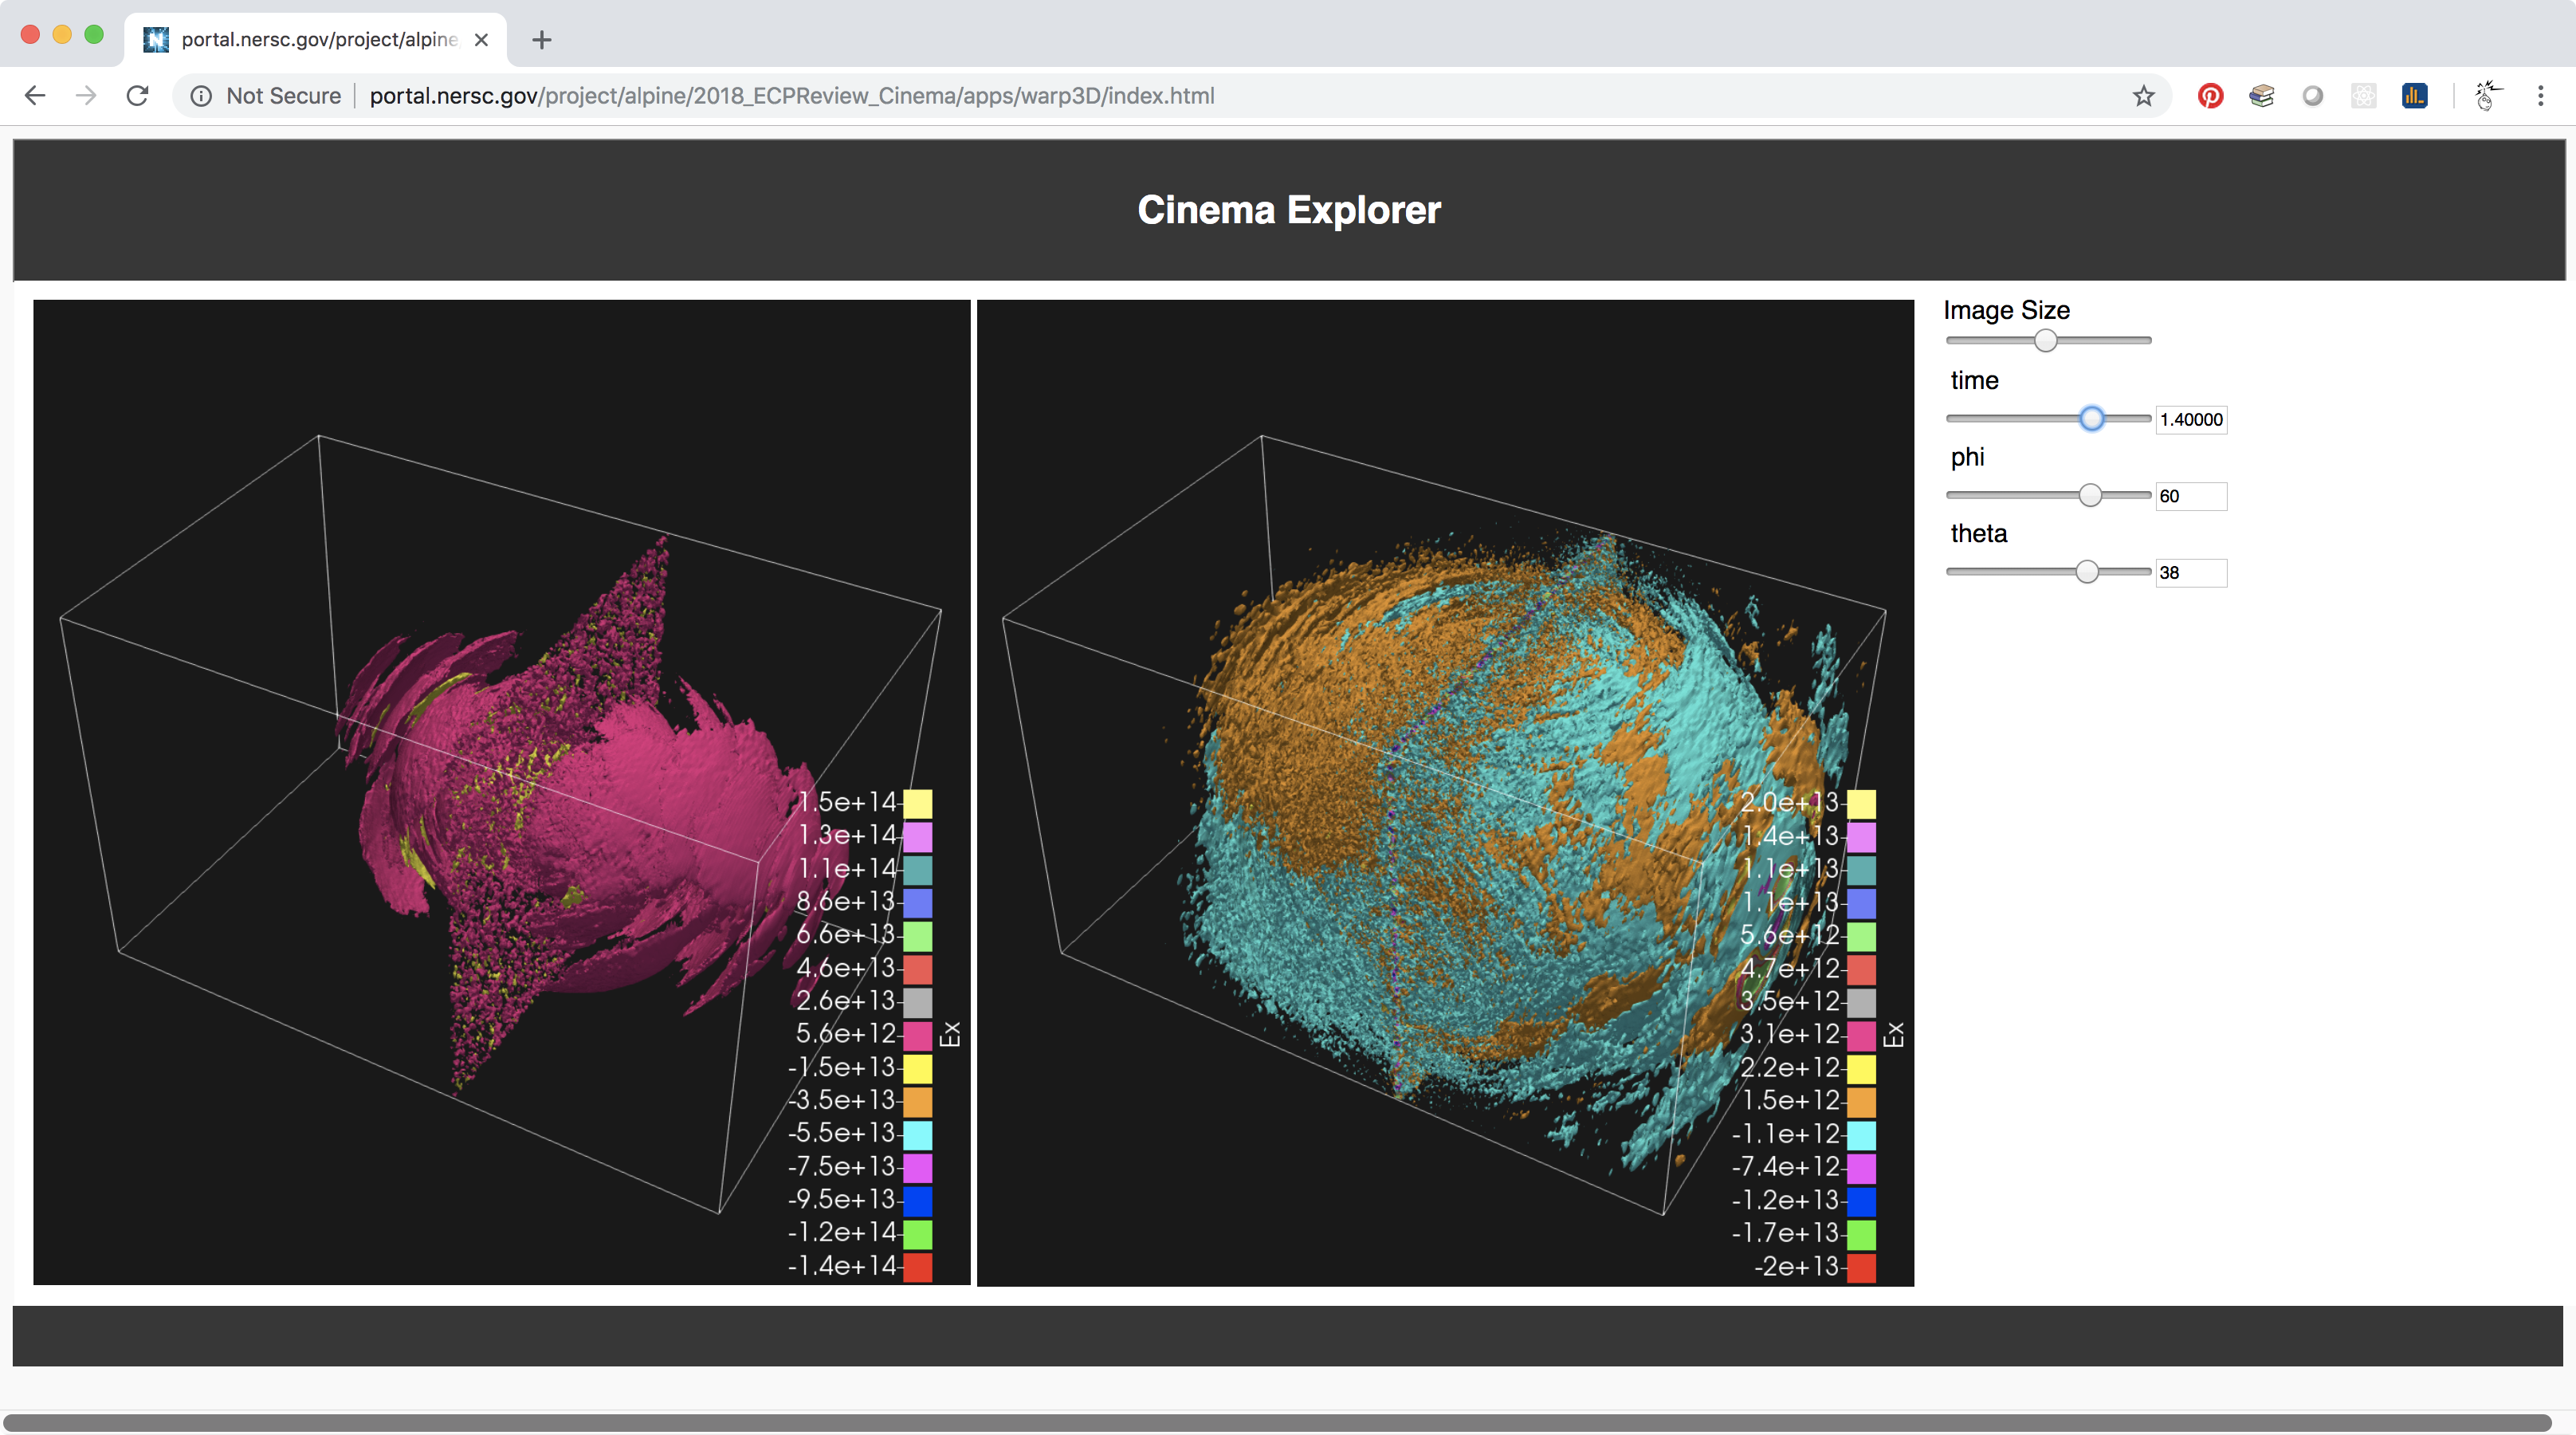 portal.nersc.gov/project/alpine
Not Secure portal.nersc.gov/project/alpine/2018_ECPReview_Cinema/apps/warp3D/index.html
Cinema Explorer
1.5e+14
1.3e+14
1.1e+14
8.6e+13
6.6e+13
4.6e+13
2.6e+13
5.6e+12
-1.5e+13
-3.5e+13
-5.5e+13
-7.5e+13
-9.5e+13
-1.2e+14
-1.4e+14
Ex
2.0e+13
1.4e+13
1.1e+13
1.1e+13
5.6e+12
4.7e+12
3.5e+12
3.1e+12
2.2e+12
1.5e+12
-1.1e+12
-7.4e+12
-1.2e+13
-1.7e+13
-2e+13
Ex
Image Size
time
1.40000
phi
60
theta
38